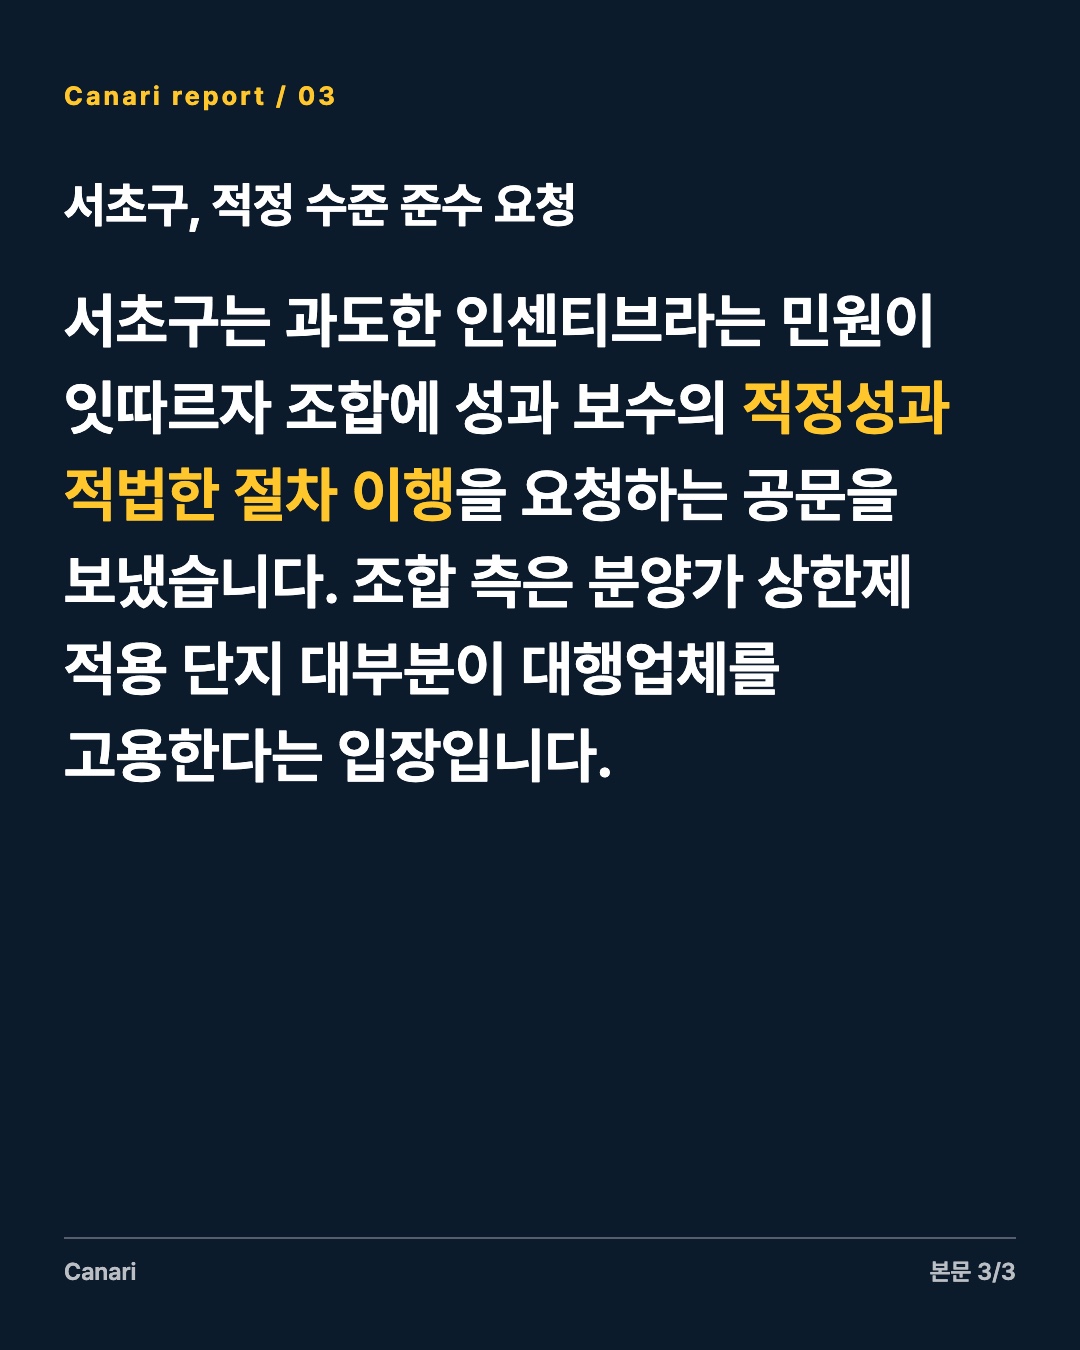 Canari report / 03
서초구, 적정 수준 준수 요청
서초구는 과도한 인센티브라는 민원이
잇따르자 조합에 성과 보수의 적정성과
적법한 절차 이행을 요청하는 공문을
보냈습니다. 조합 측은 분양가 상한제
적용 단지 대부분이 대행업체를
고용한다는 입장입니다.
Canari
본문 3/3